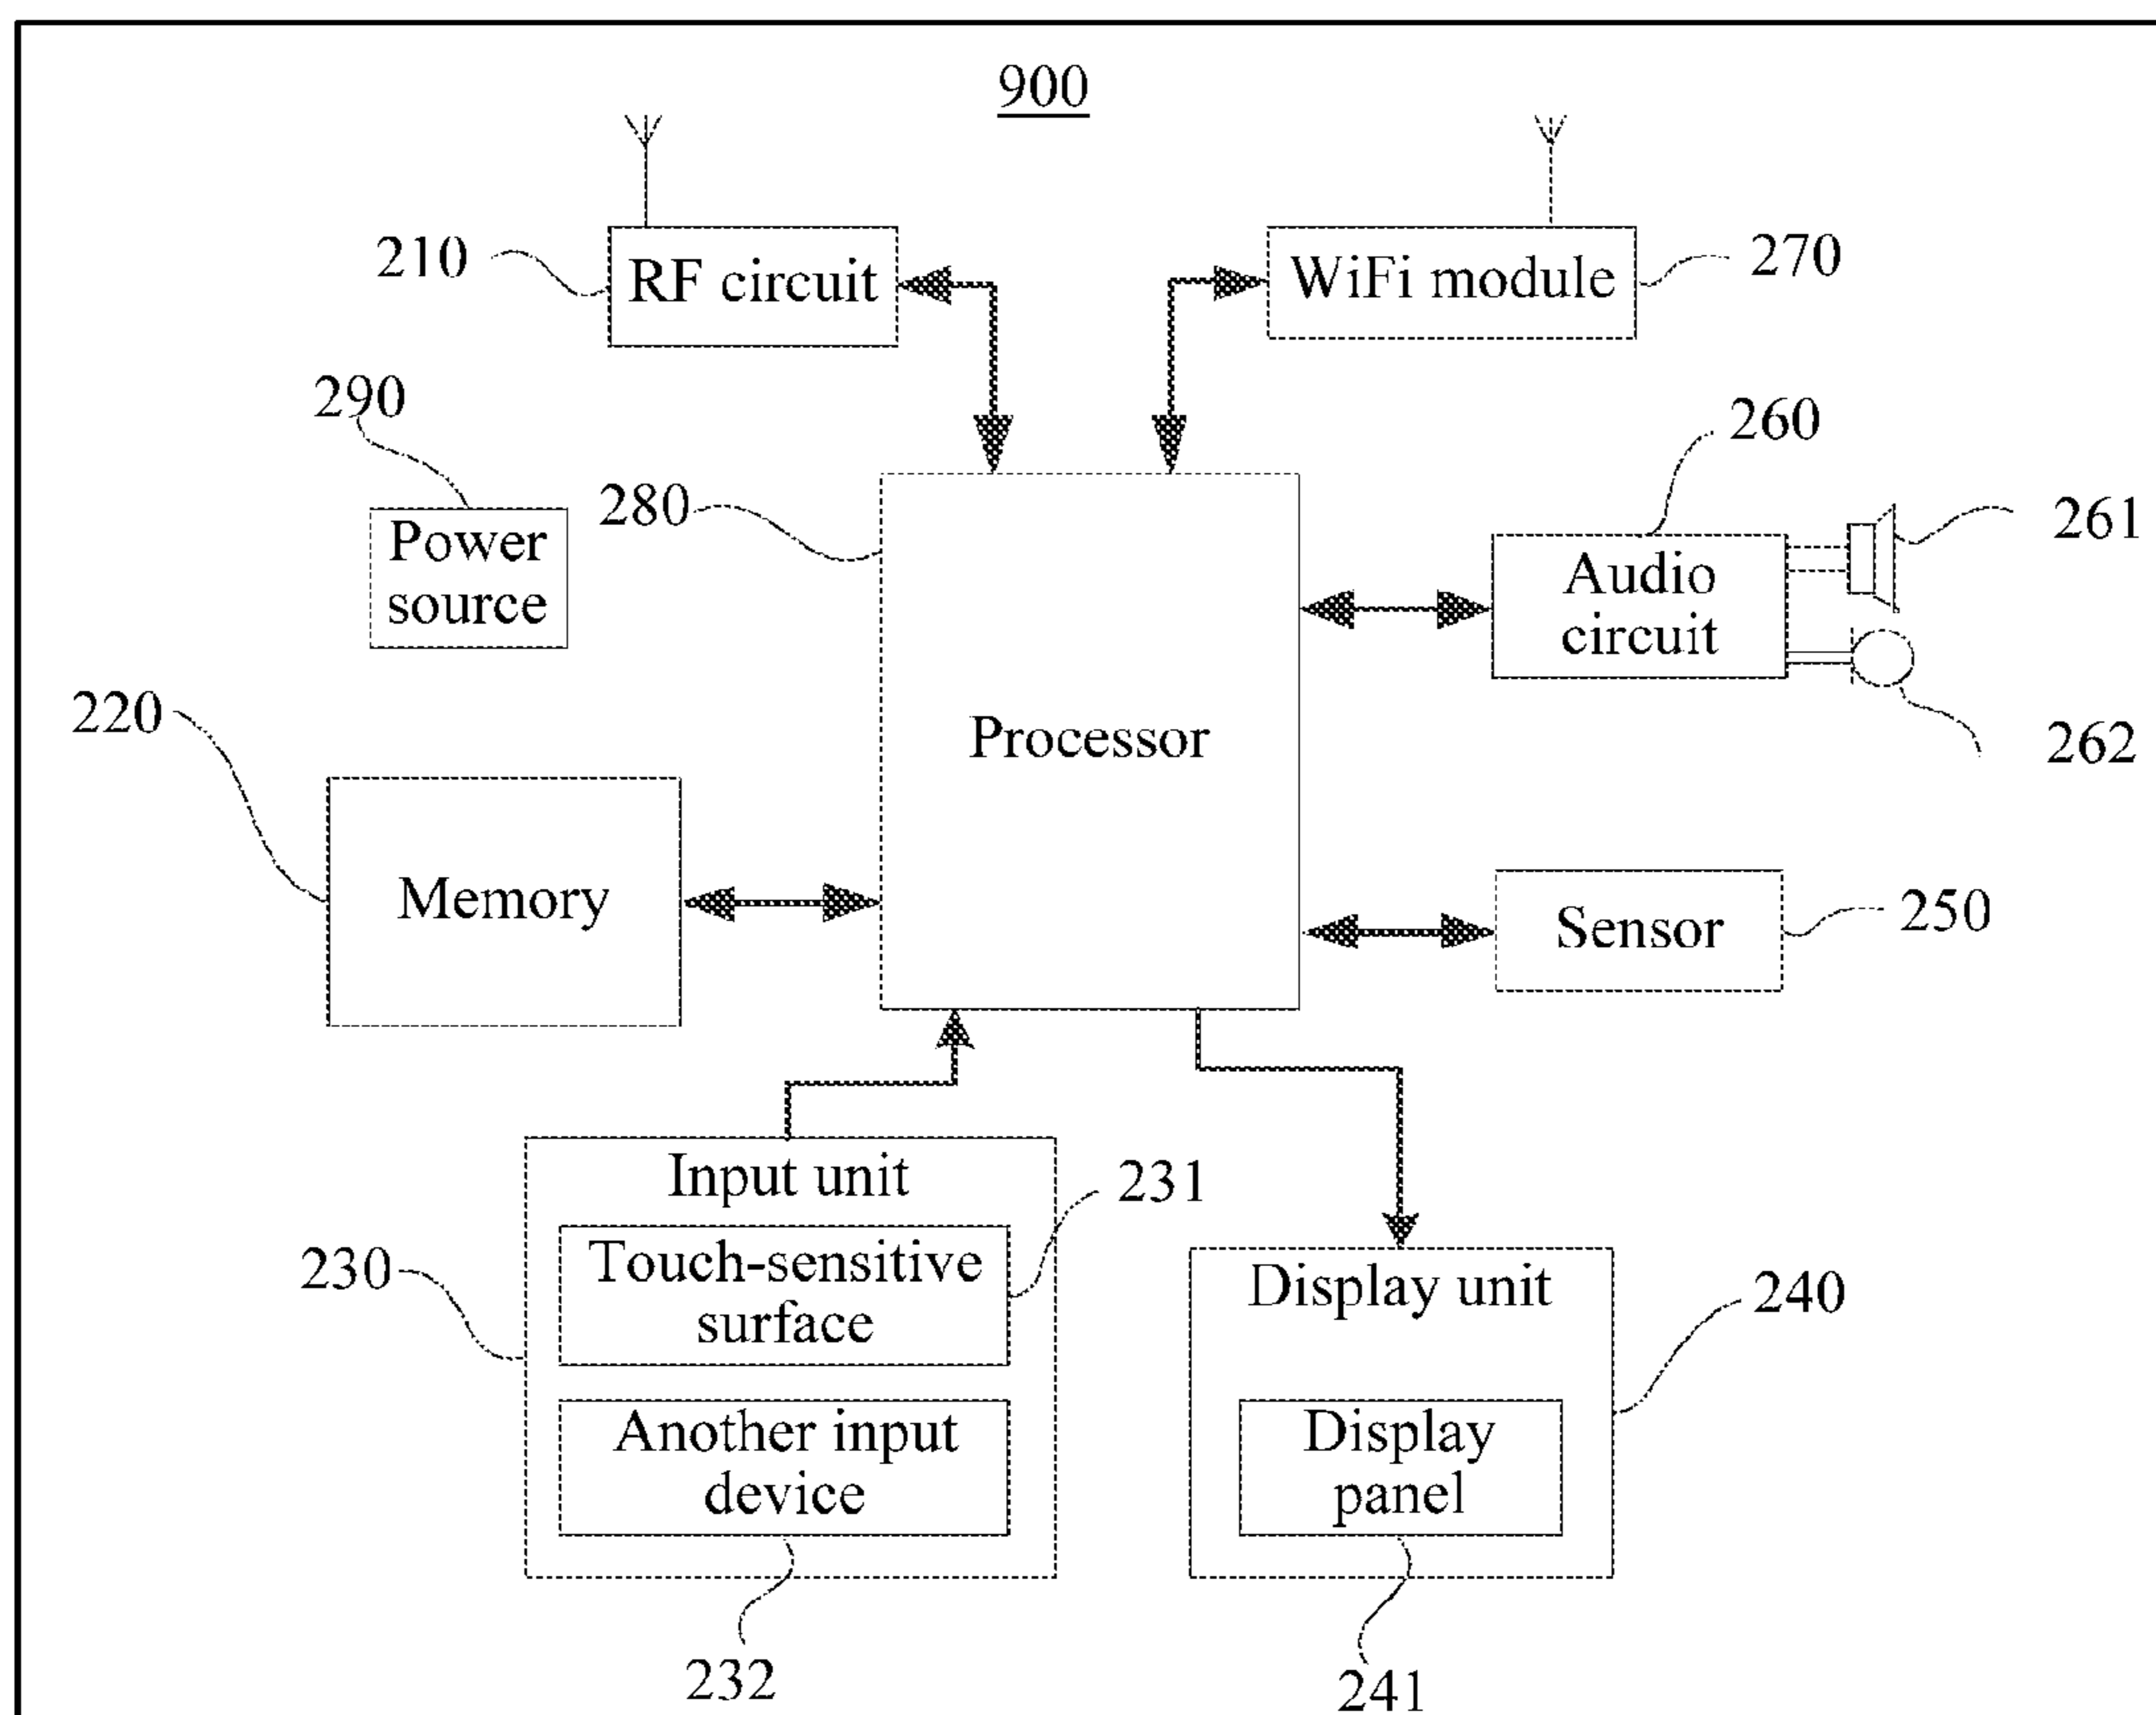 900
210
RF circuit
WiFi module
270
290
260
280
261
Power
source
Audio
circuit
262
220
Processor
Memory
Sensor
250
Input unit
231
230
Touch-sensitive
surface
Display unit
240
Another input
device
Display
panel
232
241